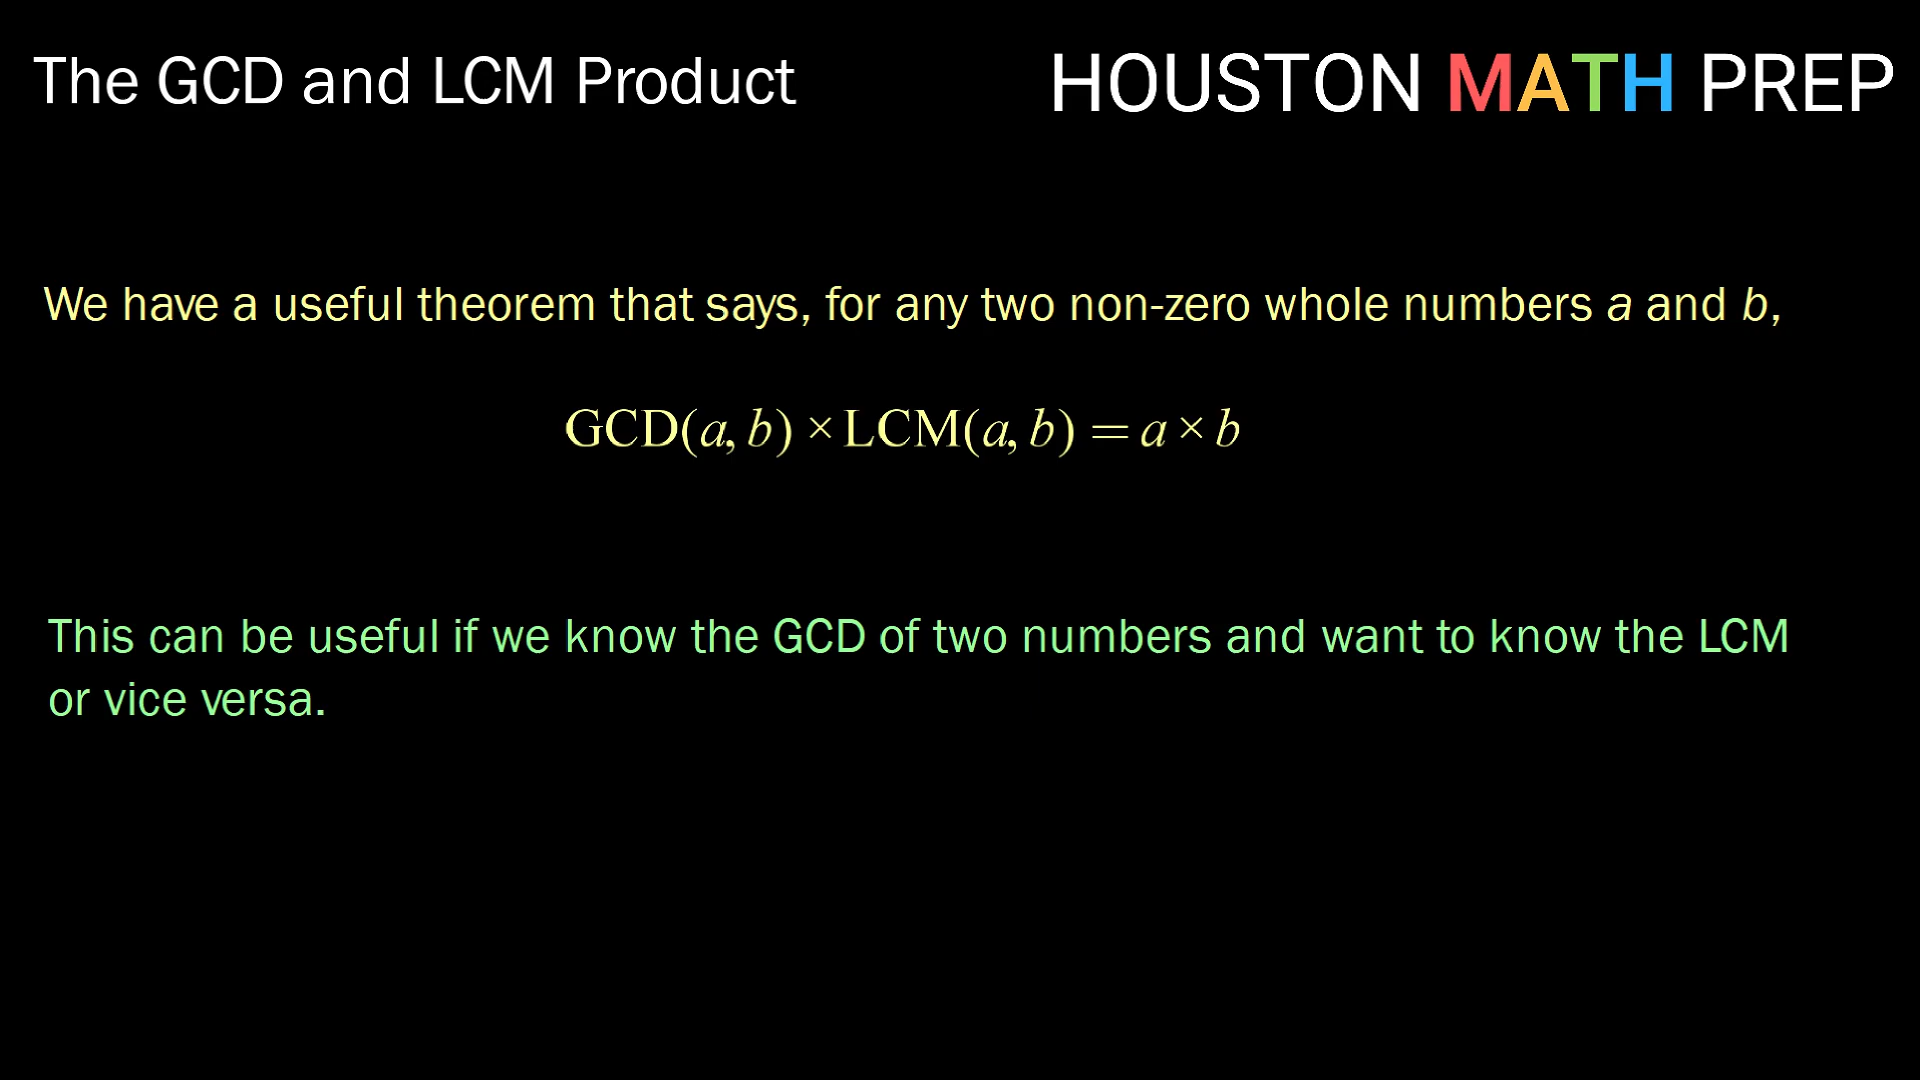 The GCD and LCM Product
HOUSTON MATH PREP
We have a useful theorem that says, for any two non-zero whole numbers a and b,
GCD(a, b) × LCM(a, b) = a × b
This can be useful if we know the GCD of two numbers and want to know the LCM
or vice versa.